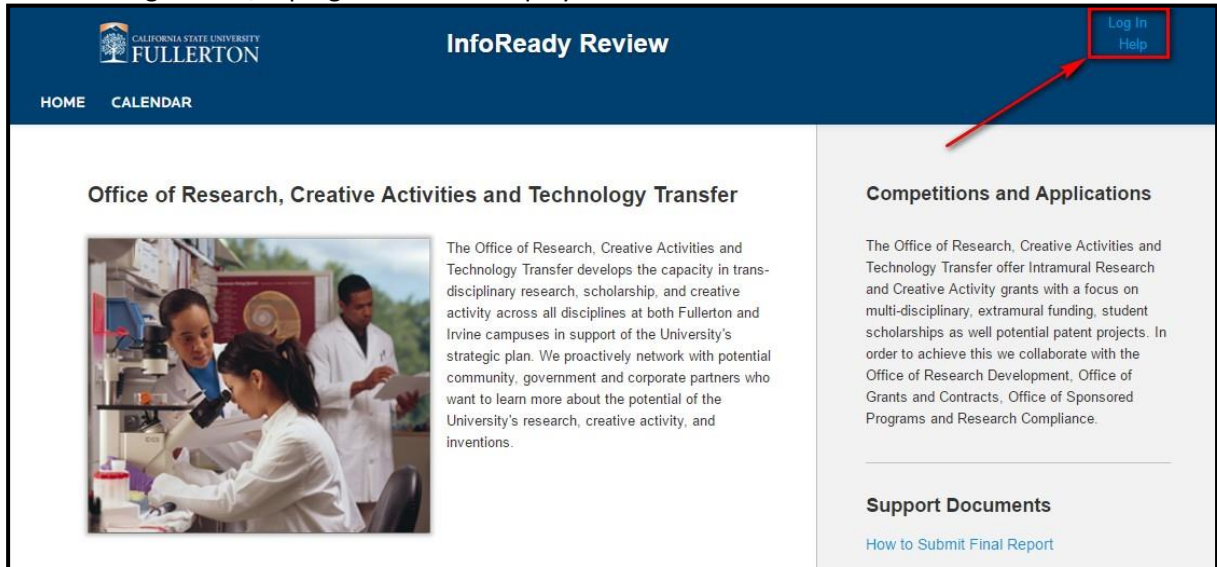 CALIFORNIA STATE UNIVERSITY
FULLERTON
InfoReady Review
Log In
Help
HOME CALENDAR
Office of Research, Creative Activities and Technology Transfer
The Office of Research, Creative Activities and
Technology Transfer develops the capacity in trans-
disciplinary research, scholarship, and creative
activity across all disciplines at both Fullerton and
Irvine campuses in support of the University's
strategic plan. We proactively network with potential
community, government and corporate partners who
want to learn more about the potential of the
University's research, creative activity, and
inventions.
Competitions and Applications
The Office of Research, Creative Activities and
Technology Transfer offer Intramural Research
and Creative Activity grants with a focus on
multi-disciplinary, extramural funding, student
scholarships as well potential patent projects. In
order to achieve this we collaborate with the
Office of Research Development, Office of
Grants and Contracts, Office of Sponsored
Programs and Research Compliance.
Support Documents
How to Submit Final Report